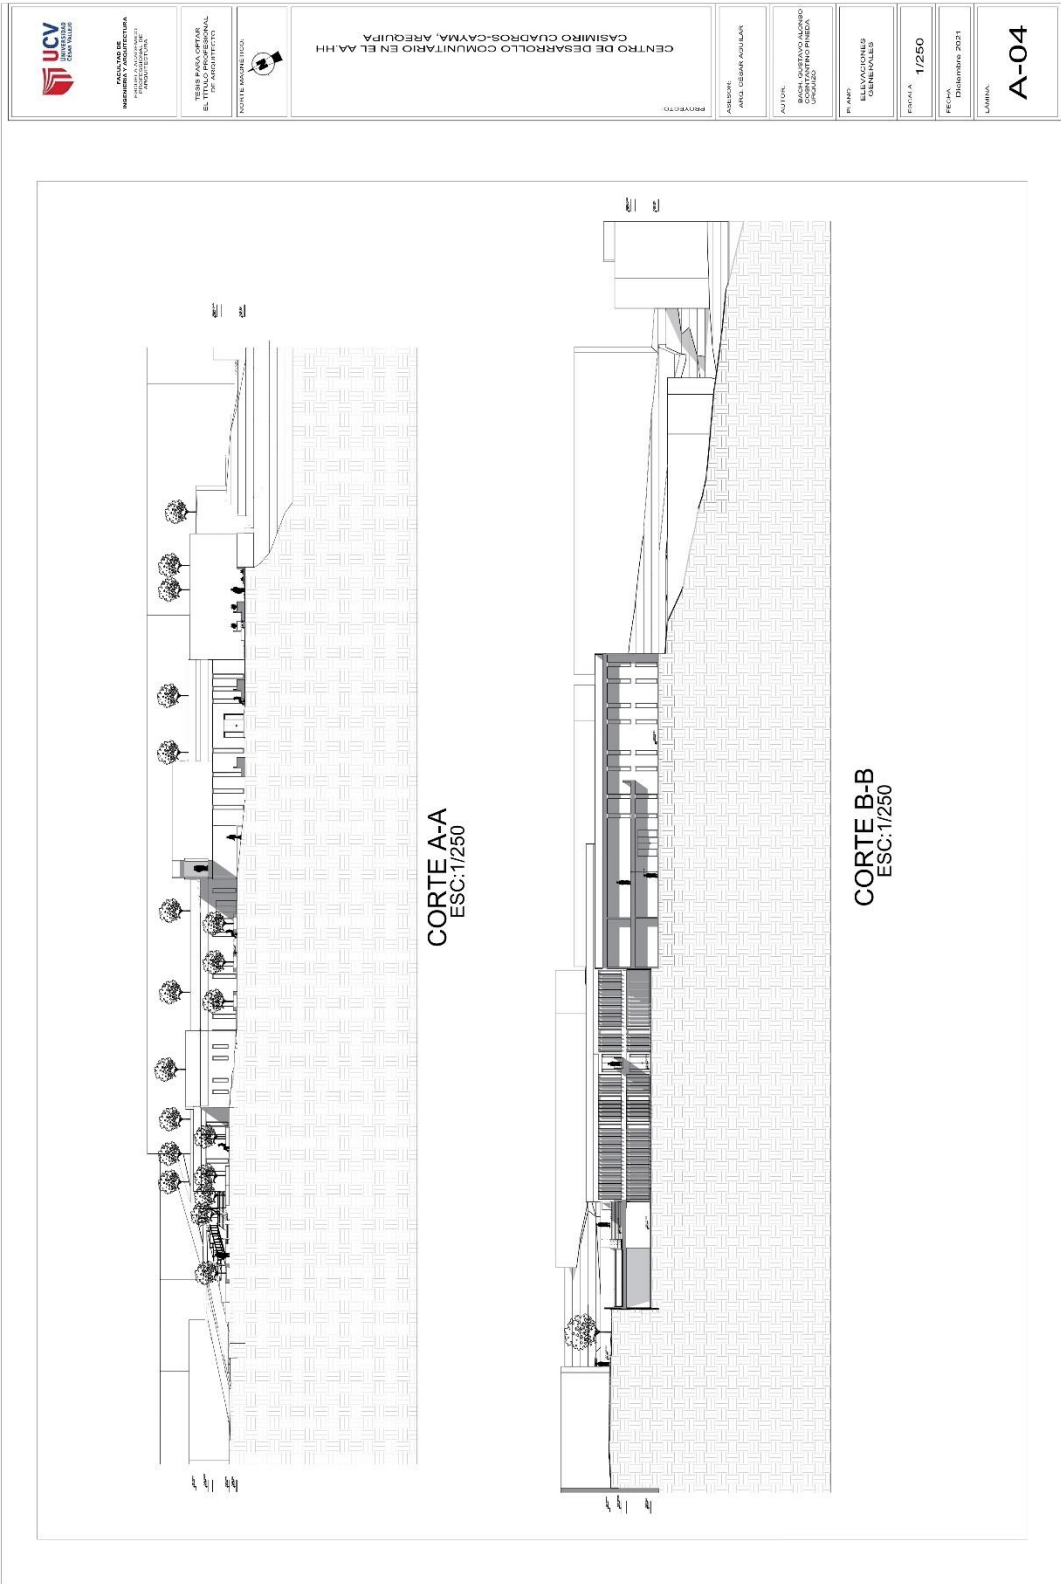 UCV
UNIVERSIDAD
CÉSAR VALLEJO
FACULTAD DE
INGENIERÍA Y ARQUITECTURA
ESCUELA ACADÉMICO
PROFESIONAL DE
ARQUITECTURA
TESIS PARA OPTAR
EL TÍTULO PROFESIONAL
DE ARQUITECTO
NORTE MAGNÉTICO:
N
PROYECTO:
CENTRO DE DESARROLLO COMUNITARIO EN EL AA.HH
CASIMIRO CUADROS-CAYMA, AREQUIPA
ASESOR:
ARQ. CÉSAR AGUILAR
AUTOR:
BACH. GUSTAVO ALONSO
CONSTANTINO PINEDA
URQUIZO
PLANO:
ELEVACIONES
GENERALES
ESCALA:
1/250
FECHA:
Diciembre 2021
LÁMINA:
A-04
CORTE A-A
ESC:1/250
CORTE B-B
ESC:1/250